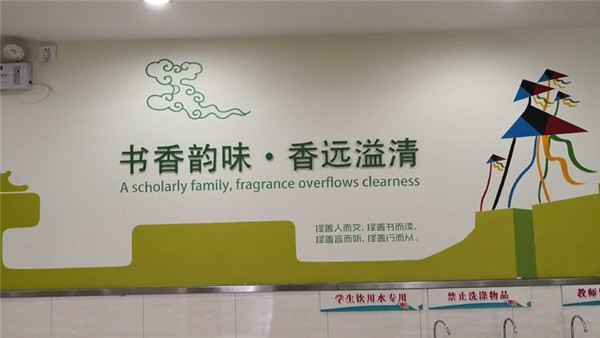 书香韵味·香远溢清
A scholarly family, fragrance overflows clearness
择善人而交，择善书而读，
择善言而听，择善行而从。
学生饮用水专用
禁止洗涤物品
教师